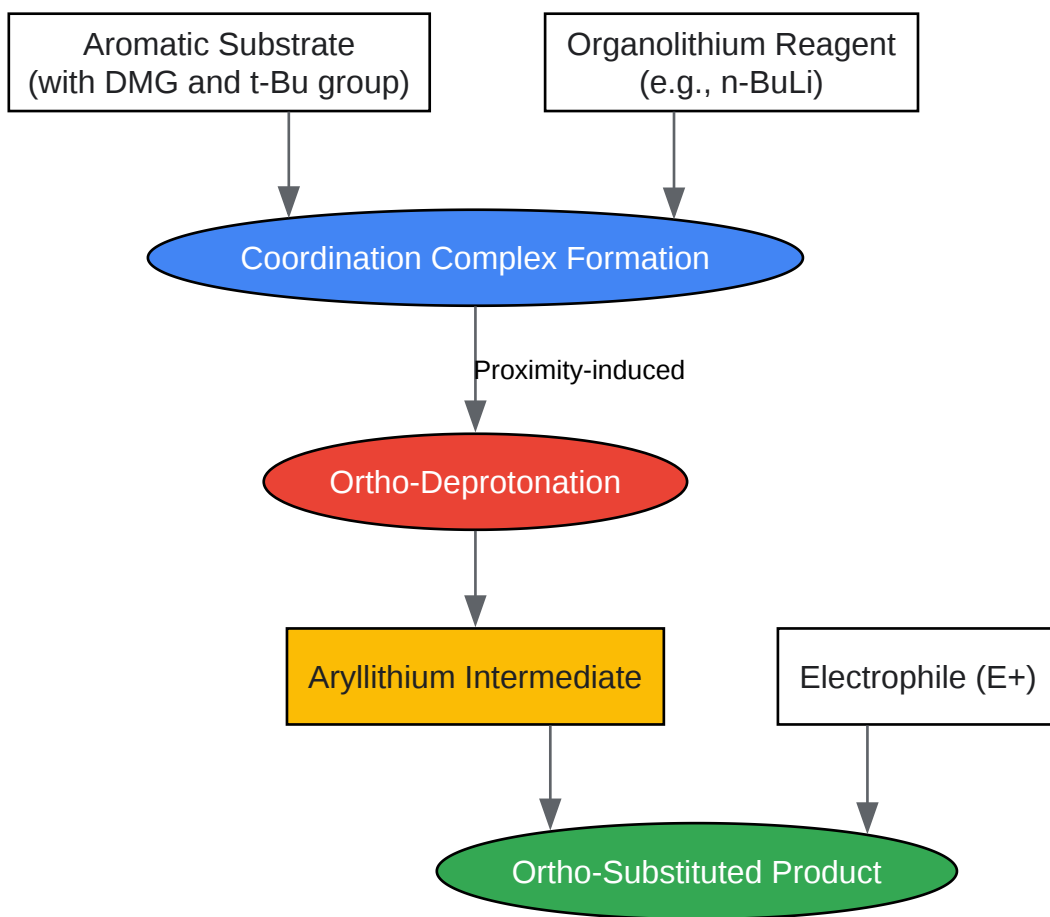 Aromatic Substrate
(with DMG and t-Bu group)
Organolithium Reagent
(e.g., n-BuLi)
Coordination Complex Formation
Proximity-induced
Ortho-Deprotonation
Aryllithium Intermediate
Electrophile (E+)
Ortho-Substituted Product